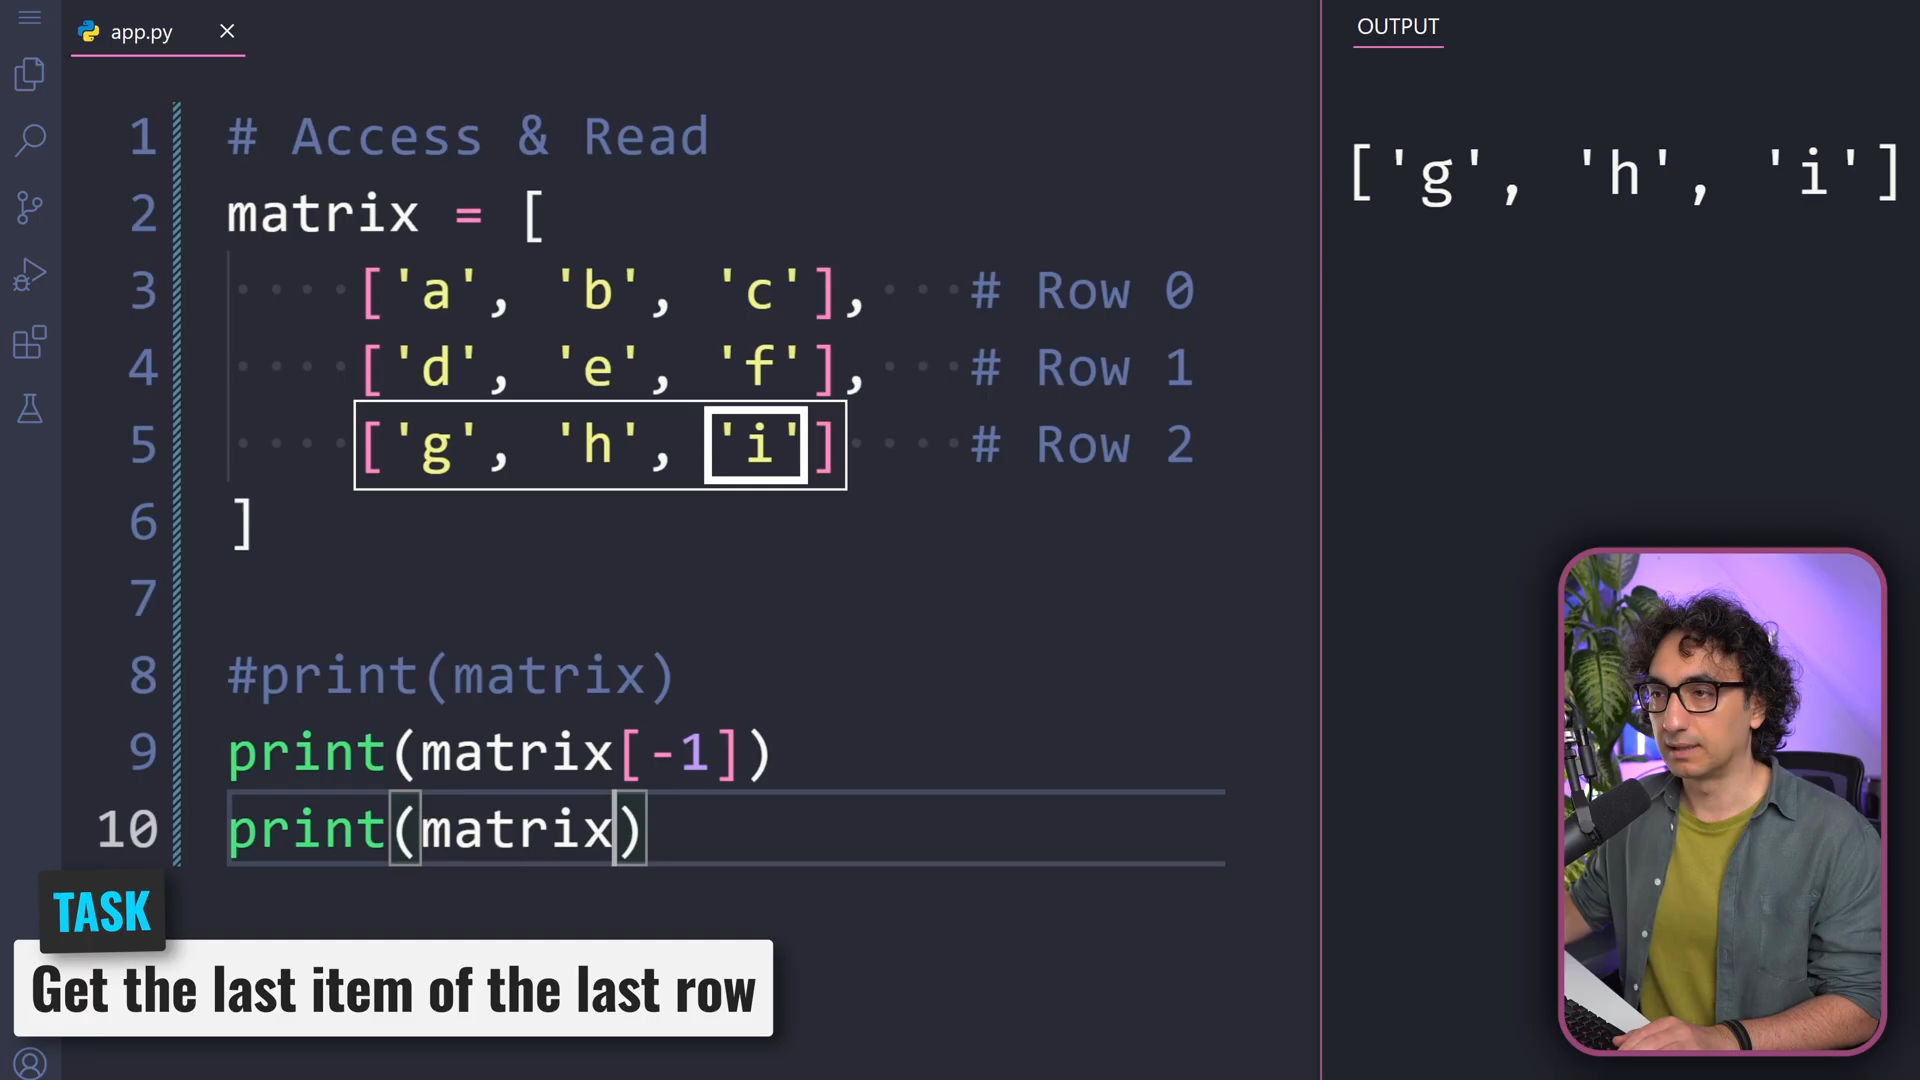 app.py
OUTPUT
1 # Access & Read
2 matrix = [
3 ['a', 'b', 'c'], # Row 0
4 ['d', 'e', 'f'], # Row 1
5 ['g', 'h', 'i'] # Row 2
6 ]
7
8 #print(matrix)
9 print(matrix[-1])
10 print(matrix)
['g', 'h', 'i']
TASK
Get the last item of the last row